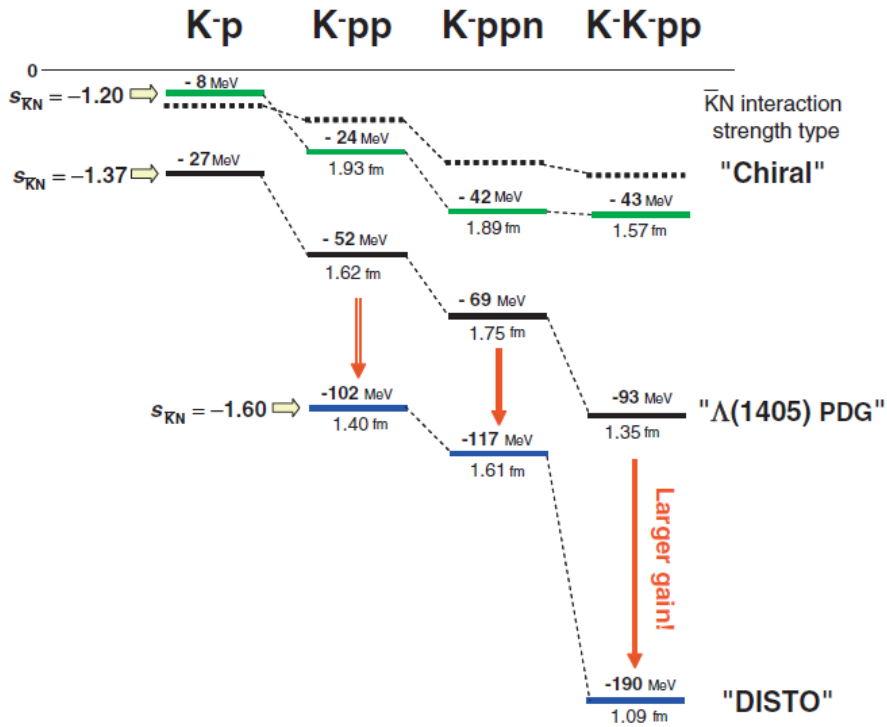 K-p K-pp K-ppn K-K-pp
0
- 8 MeV
s_K̅N = −1.20
K̅N interaction
strength type
- 24 MeV
1.93 fm
"Chiral"
- 27 MeV
s_K̅N = −1.37
- 42 MeV
1.89 fm
- 43 MeV
1.57 fm
- 52 MeV
1.62 fm
- 69 MeV
1.75 fm
-102 MeV
s_K̅N = −1.60
1.40 fm
-93 MeV
1.35 fm
"Λ(1405) PDG"
-117 MeV
1.61 fm
Larger gain!
-190 MeV
1.09 fm
"DISTO"